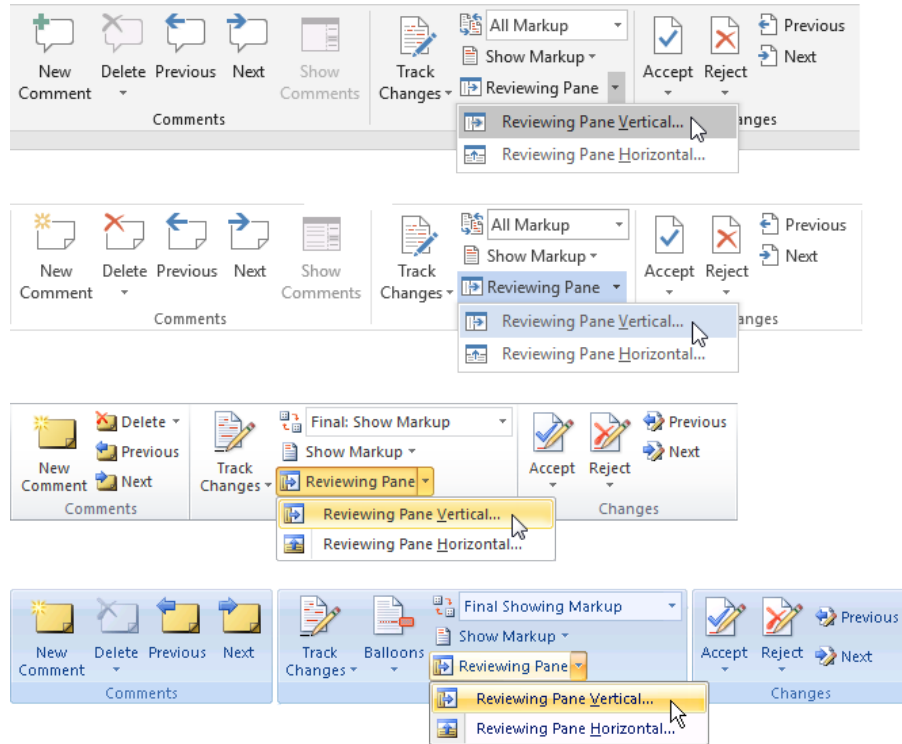 All Markup Previous
New Comment Delete Previous Next Show Comments Track Changes Show Markup Accept Reject Next
Reviewing Pane
Comments anges
Reviewing Pane Vertical...
Reviewing Pane Horizontal...
All Markup Previous
New Comment Delete Previous Next Show Comments Track Changes Show Markup Accept Reject Next
Reviewing Pane
Comments anges
Reviewing Pane Vertical...
Reviewing Pane Horizontal...
Delete Final: Show Markup Previous
New Comment Previous Track Changes Show Markup Accept Reject Next
Next Reviewing Pane
Comments Changes
Reviewing Pane Vertical...
Reviewing Pane Horizontal...
Final Showing Markup Previous
New Comment Delete Previous Next Track Changes Balloons Show Markup Accept Reject Next
Reviewing Pane
Comments Changes
Reviewing Pane Vertical...
Reviewing Pane Horizontal...